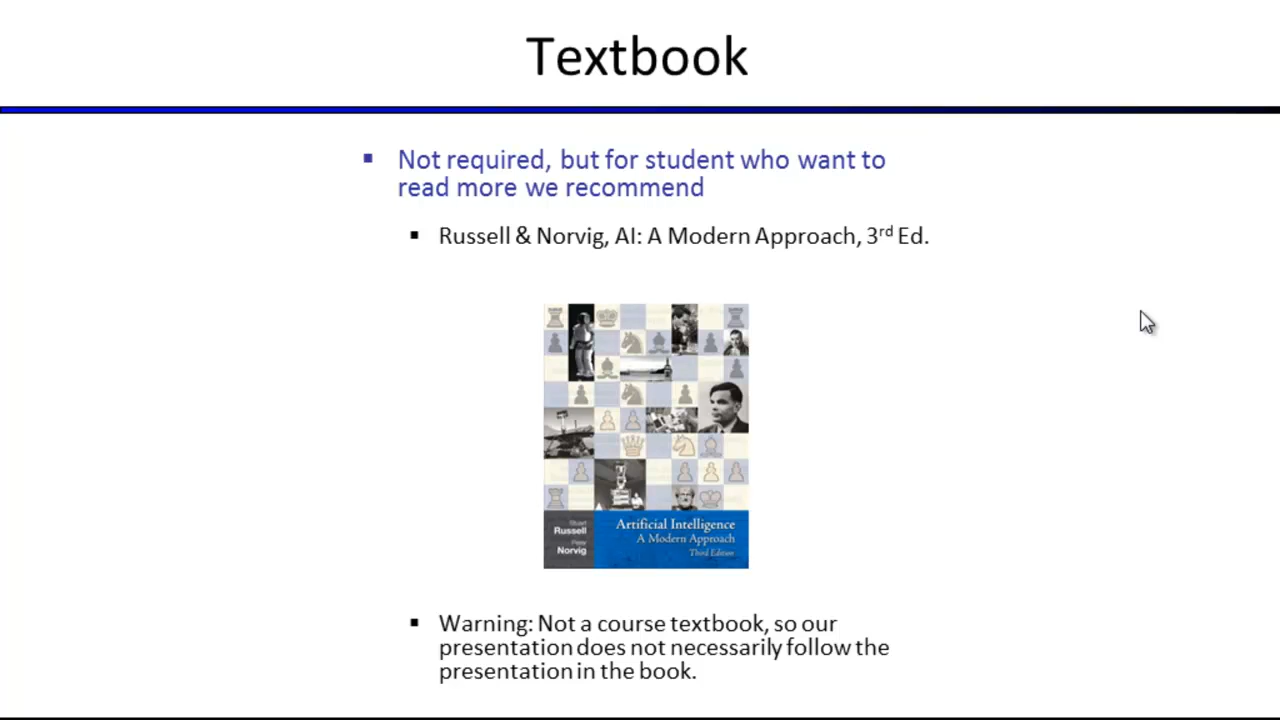 Textbook
Not required, but for student who want to
read more we recommend
Russell & Norvig, AI: A Modern Approach, 3rd Ed.
Stuart
Russell
Peter
Norvig
Artificial Intelligence
A Modern Approach
Third Edition
Warning: Not a course textbook, so our
presentation does not necessarily follow the
presentation in the book.